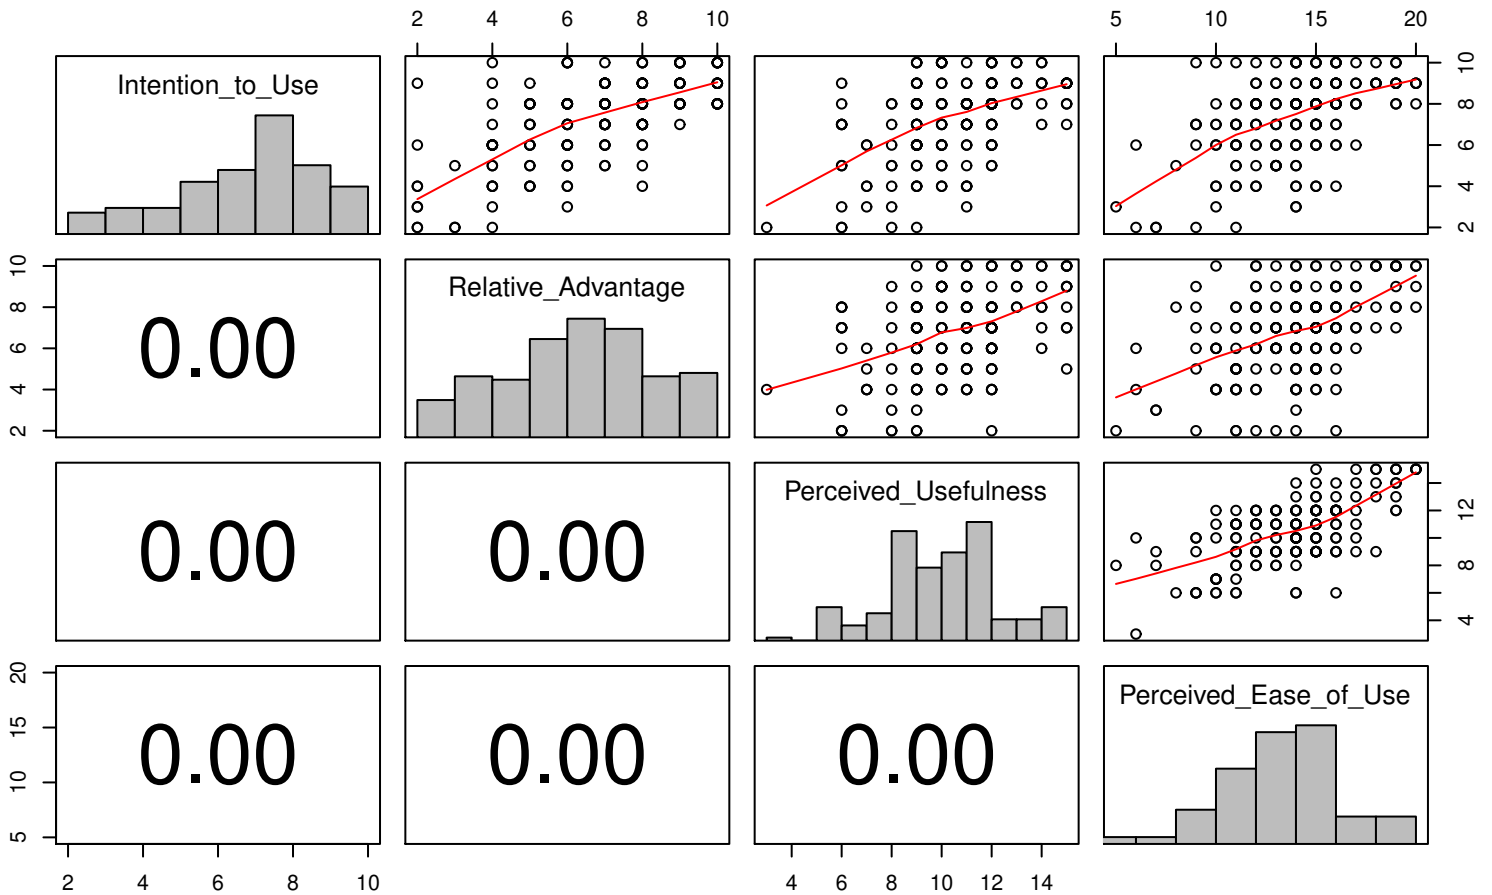 2 4 6 8 10 5 10 15 20
Intention_to_Use
2 4 6 8 10
2 4 6 8 10
0.00
Relative_Advantage
0.00 0.00
Perceived_Usefulness
4 8 12
5 10 15 20
0.00 0.00 0.00
Perceived_Ease_of_Use
2 4 6 8 10 4 6 8 10 12 14